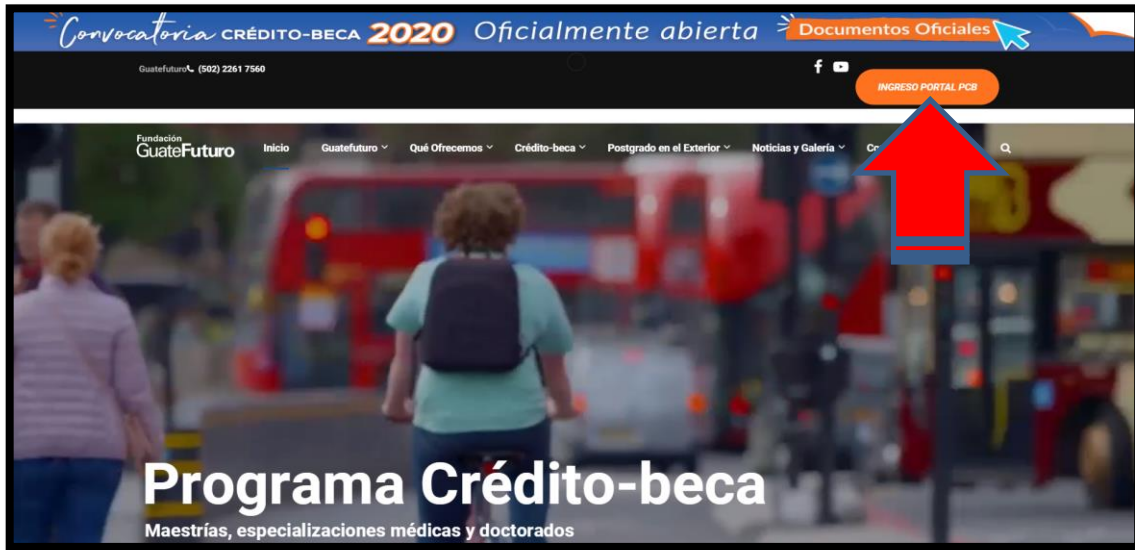 Convocatoria CRÉDITO-BECA 2020 Oficialmente abierta Documentos Oficiales
Guatefuturo (502) 2261 7560
INGRESO PORTAL PCB
Fundación
GuateFuturo Inicio Guatefuturo Qué Ofrecemos Crédito-beca Postgrado en el Exterior Noticias y Galería
Programa Crédito-beca
Maestrías, especializaciones médicas y doctorados